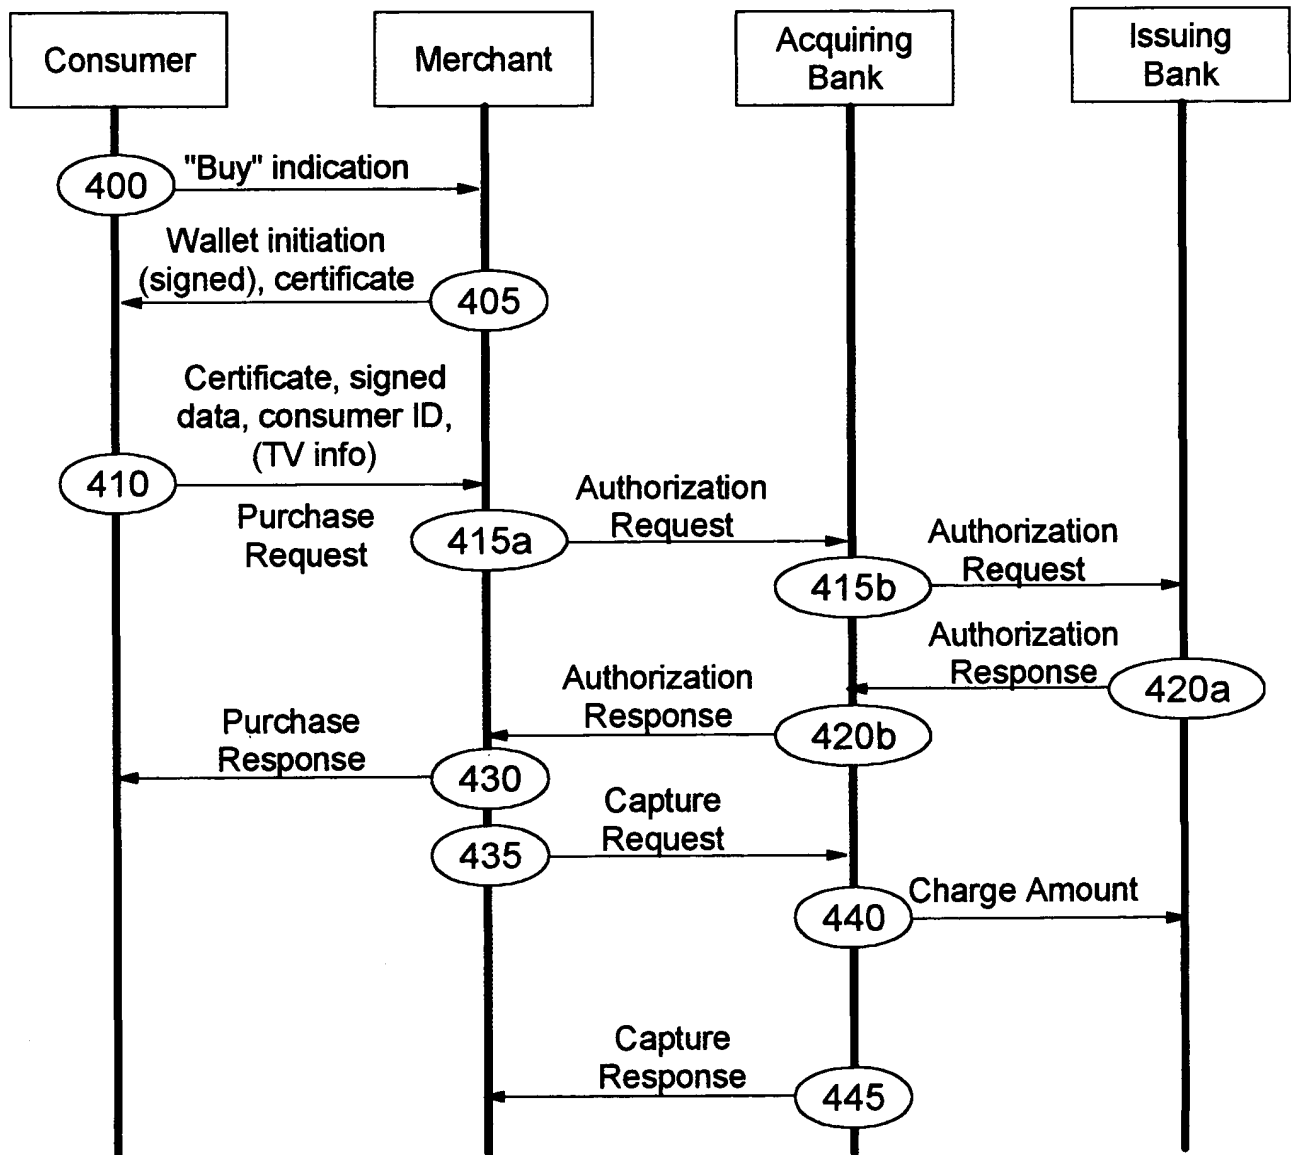 Consumer
Merchant
Acquiring
Bank
Issuing
Bank
400
"Buy" indication
Wallet initiation
(signed), certificate
405
Certificate, signed
data, consumer ID,
(TV info)
410
Purchase
Request
415a
Authorization
Request
415b
Authorization
Request
Authorization
Response
420a
Authorization
Response
420b
Purchase
Response
430
Capture
Request
435
440
Charge Amount
Capture
Response
445